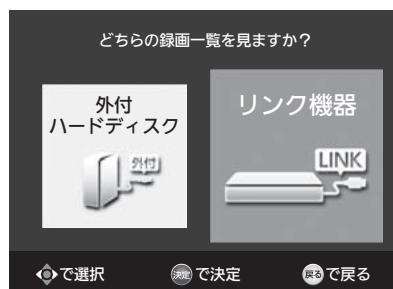 どちらの録画一覧を見ますか？
外付
ハードディスク
外付
リンク機器
LINK
で選択
決定 で決定
戻る で戻る